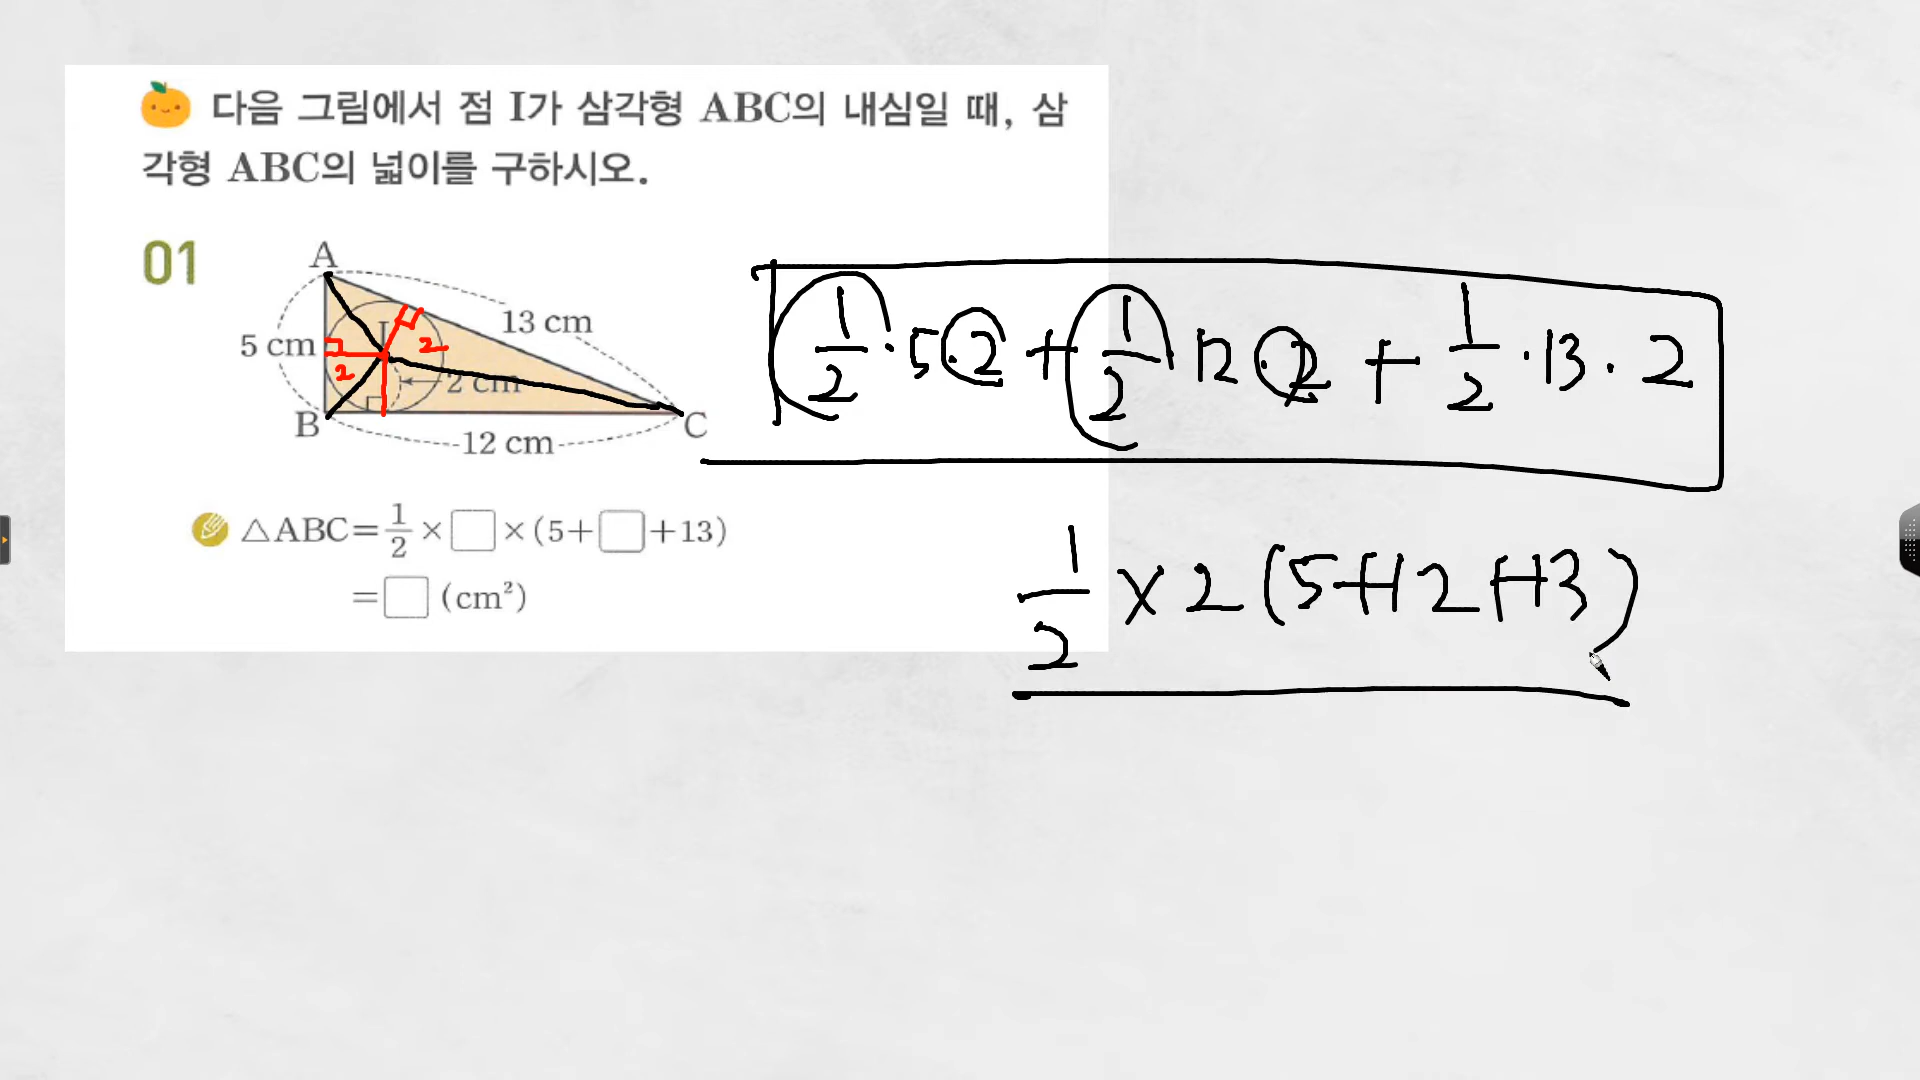 다음 그림에서 점 I가 삼각형 ABC의 내심일 때, 삼
각형 ABC의 넓이를 구하시오.
01
A
13 cm
5 cm
I
2
2
2 cm
B
C
12 cm
△ABC=1/2×□×(5+□+13)
=□(cm²)
1/2·5·2+1/2 12·2+1/2·13·2
1/2×2(5+12+13)